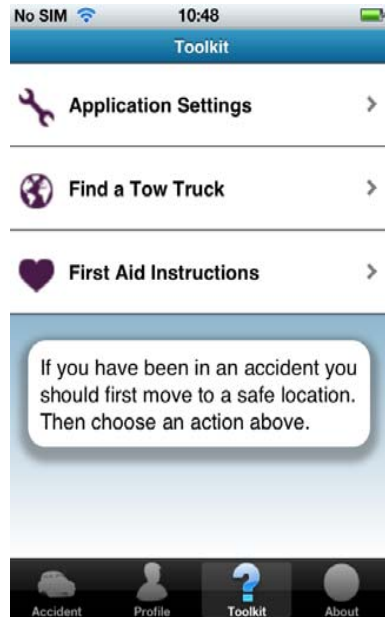 No SIM 10:48
Toolkit
Application Settings
Find a Tow Truck
First Aid Instructions
If you have been in an accident you
should first move to a safe location.
Then choose an action above.
Accident Profile Toolkit About